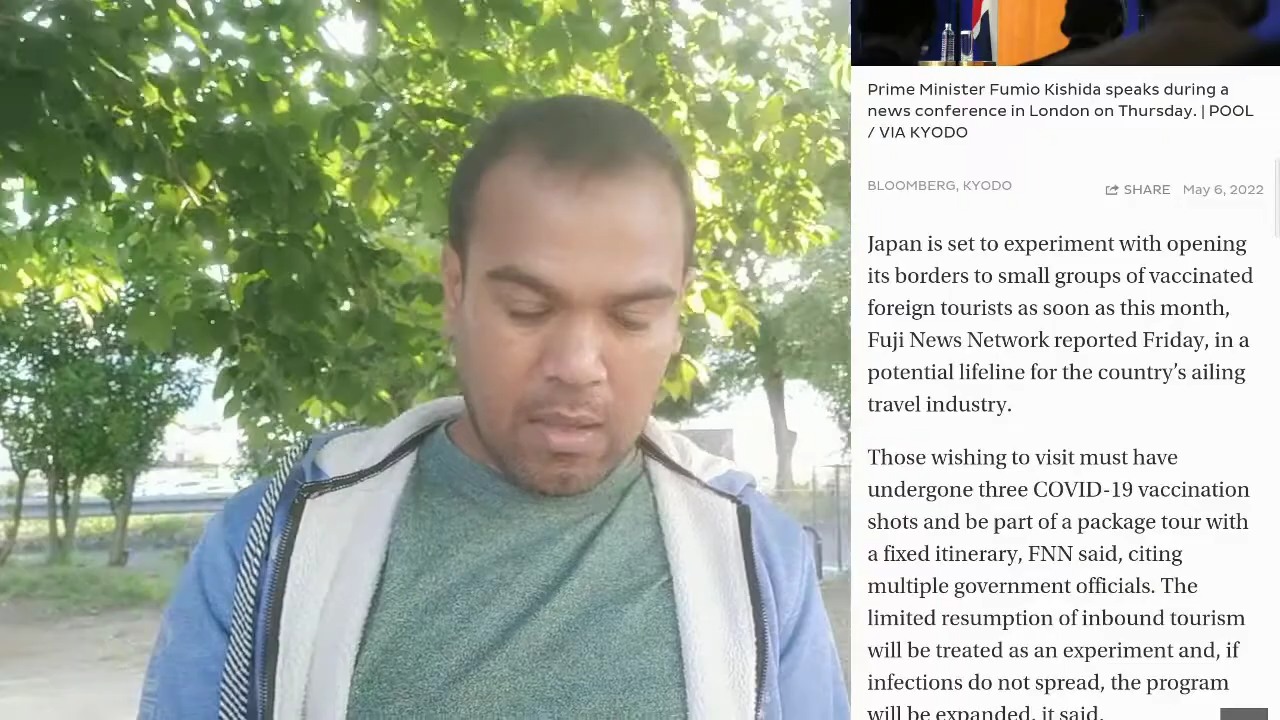 Prime Minister Fumio Kishida speaks during a
news conference in London on Thursday. | POOL
/ VIA KYODO
BLOOMBERG, KYODO
SHARE May 6, 2022
Japan is set to experiment with opening
its borders to small groups of vaccinated
foreign tourists as soon as this month,
Fuji News Network reported Friday, in a
potential lifeline for the country’s ailing
travel industry.
Those wishing to visit must have
undergone three COVID-19 vaccination
shots and be part of a package tour with
a fixed itinerary, FNN said, citing
multiple government officials. The
limited resumption of inbound tourism
will be treated as an experiment and, if
infections do not spread, the program
will be expanded, it said.